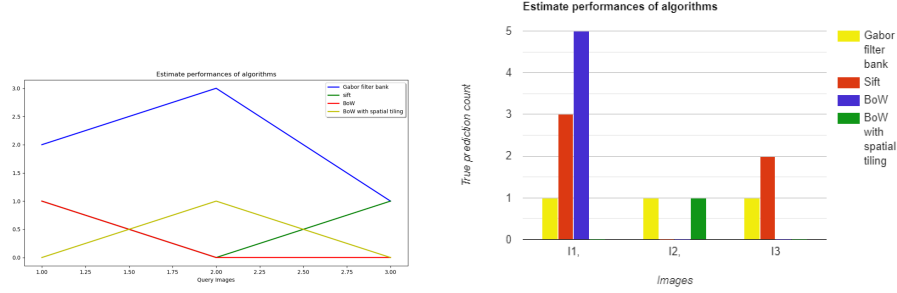 Estimate performances of algorithms
Gabor filter bank
sift
BoW
BoW with spatial tiling
3.0
2.5
2.0
1.5
1.0
0.5
0.0
1.00
1.25
1.50
1.75
2.00
2.25
2.50
2.75
3.00
Query Images
Estimate performances of algorithms
True prediction count
5
4
3
2
1
0
I1,
I2,
I3
Images
Gabor
filter
bank
Sift
BoW
BoW
with
spatial
tiling